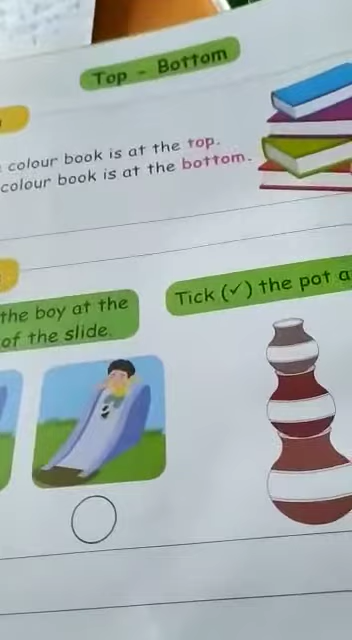 Top - Bottom
colour book is at the top.
colour book is at the bottom.
the boy at the
of the slide.
Tick (✓) the pot a